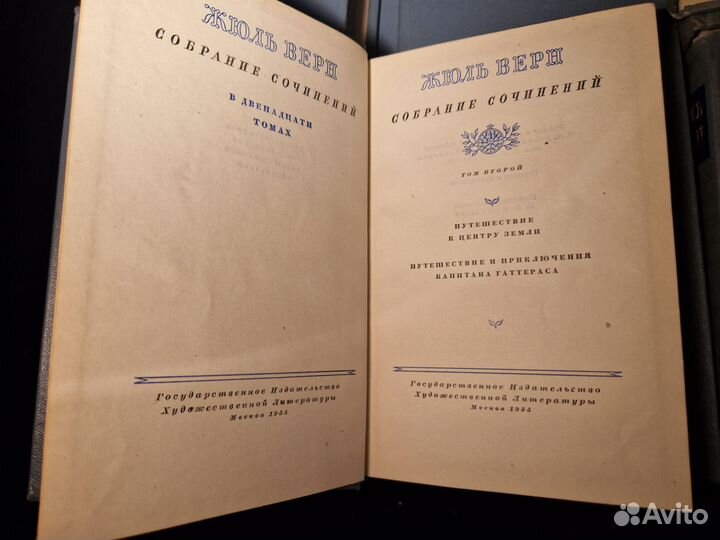 ЖЮЛЬ ВЕРН
СОБРАНИЕ СОЧИНЕНИЙ
В ДВЕНАДЦАТИ
ТОМАХ
Государственное Издательство
Художественной Литературы
Москва 1955
ЖЮЛЬ ВЕРН
СОБРАНИЕ СОЧИНЕНИЙ
ТОМ ВТОРОЙ
ПУТЕШЕСТВИЕ
К ЦЕНТРУ ЗЕМЛИ
ПУТЕШЕСТВИЕ И ПРИКЛЮЧЕНИЯ
КАПИТАНА ГАТТЕРАСА
Государственное Издательство
Художественной Литературы
Москва 1955
Avito